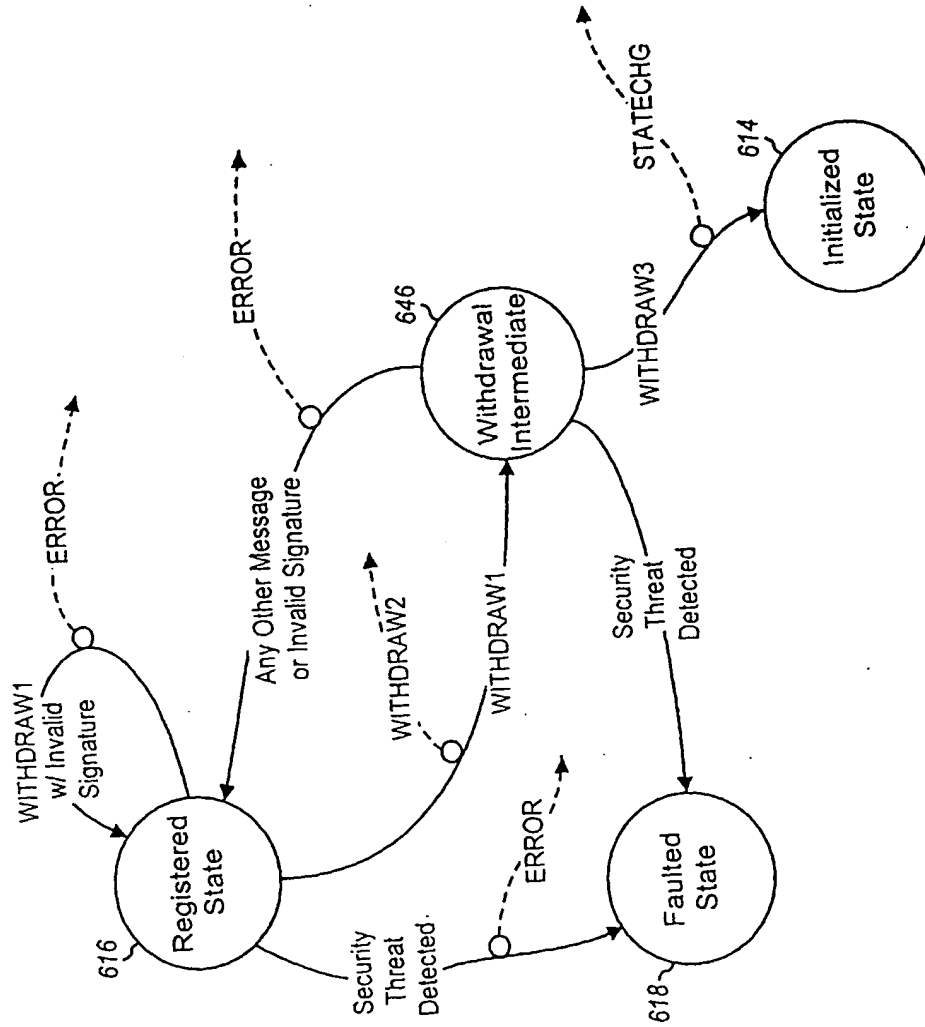 WITHDRAW1
w/ Invalid
Signature
ERROR
616
Registered
State
Any Other Message
or Invalid Signature
ERROR
WITHDRAW2
WITHDRAW1
646
Withdrawal
Intermediate
STATECHG
WITHDRAW3
614
Initialized
State
Security
Threat
Detected.
ERROR
Security
Threat
Detected
618
Faulted
State